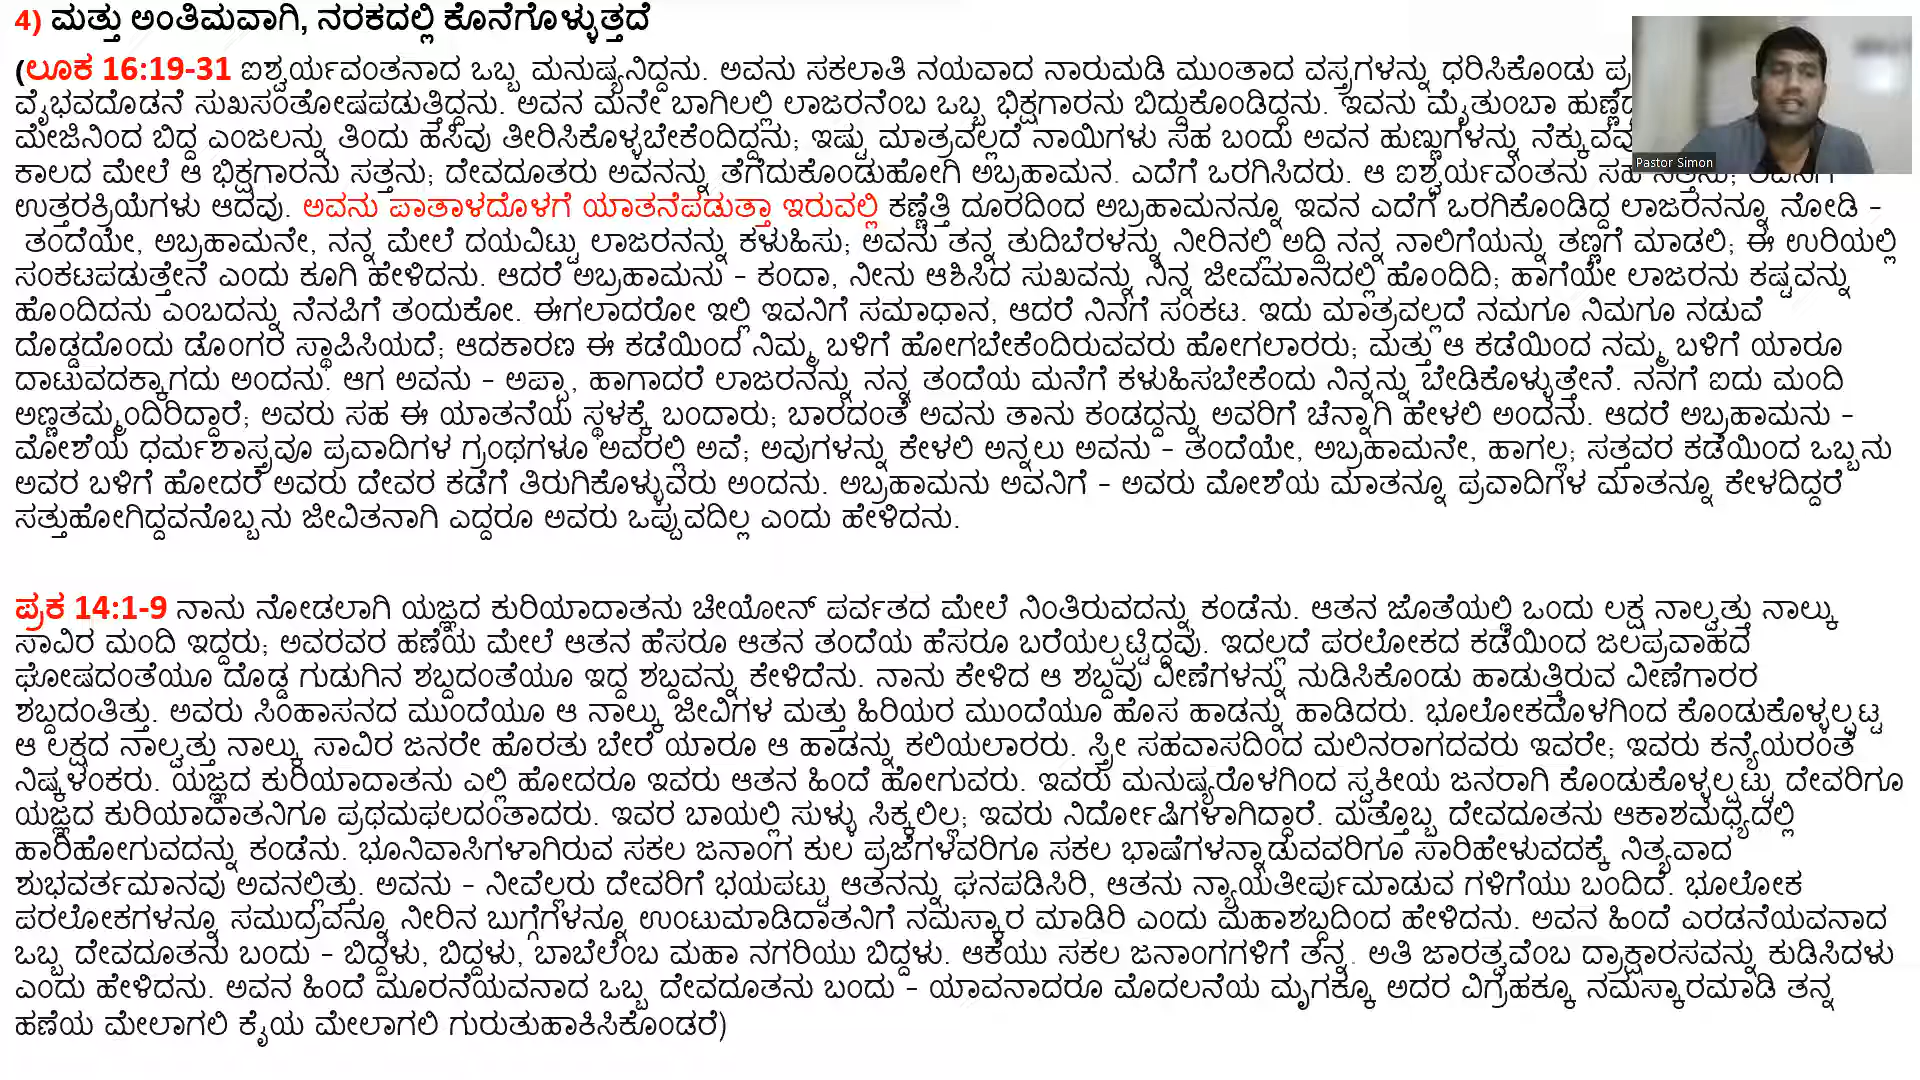 4) ಮತ್ತು ಅಂತಿಮವಾಗಿ, ನರಕದಲ್ಲಿ ಕೊನೆಗೊಳ್ಳುತ್ತದೆ
(ಲೂಕ 16:19-31 ಐಶ್ವರ್ಯವಂತನಾದ ಒಬ್ಬ ಮನುಷ್ಯನಿದ್ದನು. ಅವನು ಸಕಲಾತಿ ನಯವಾದ ನಾರುಮಡಿ ಮುಂತಾದ ವಸ್ತ್ರಗಳನ್ನು ಧರಿಸಿಕೊಂಡು
ವೈಭವದೊಡನೆ ಸುಖಸಂತೋಷಪಡುತ್ತಿದ್ದನು. ಅವನ ಮನೇ ಬಾಗಿಲಲ್ಲಿ ಲಾಜರನೆಂಬ ಒಬ್ಬ ಭಿಕ್ಷಗಾರನು ಬಿದ್ದುಕೊಂಡಿದ್ದನು. ಇವನು ಮೈತುಂಬಾ
ಮೇಜಿನಿಂದ ಬಿದ್ದ ಎಂಜಲನ್ನು ತಿಂದು ಹಸಿವು ತೀರಿಸಿಕೊಳ್ಳಬೇಕೆಂದಿದ್ದನು; ಇಷ್ಟು ಮಾತ್ರವಲ್ಲದೆ ನಾಯಿಗಳು ಸಹ ಬಂದು ಅವನ ಹುಣ್ಣುಗಳನ್ನು
ಕಾಲದ ಮೇಲೆ ಆ ಭಿಕ್ಷಗಾರನು ಸತ್ತನು; ದೇವದೂತರು ಅವನನ್ನು ತೆಗೆದುಕೊಂಡುಹೋಗಿ ಅಬ್ರಹಾಮನ. ಎದೆಗೆ ಒರಗಿಸಿದರು. ಆ ಐಶ್ವರ್ಯವಂತನು ಸಹ
ಉತ್ತರಕ್ರಿಯೆಗಳು ಆದವು. ಅವನು ಪಾತಾಳದೊಳಗೆ ಯಾತನೆಪಡುತ್ತಾ ಇರುವಲ್ಲಿ ಕಣ್ಣೆತ್ತಿ ದೂರದಿಂದ ಅಬ್ರಹಾಮನನ್ನೂ ಇವನ ಎದೆಗೆ ಒರಗಿಕೊಂಡಿದ್ದ ಲಾಜರನನ್ನೂ ನೋಡಿ -
ತಂದೆಯೇ, ಅಬ್ರಹಾಮನೇ, ನನ್ನ ಮೇಲೆ ದಯವಿಟ್ಟು ಲಾಜರನನ್ನು ಕಳುಹಿಸು; ಅವನು ತನ್ನ ತುದಿಬೆರಳನ್ನು ನೀರಿನಲ್ಲಿ ಅದ್ದಿ ನನ್ನ ನಾಲಿಗೆಯನ್ನು ತಣ್ಣಗೆ ಮಾಡಲಿ; ಈ ಉರಿಯಲ್ಲಿ
ಸಂಕಟಪಡುತ್ತೇನೆ ಎಂದು ಕೂಗಿ ಹೇಳಿದನು. ಆದರೆ ಅಬ್ರಹಾಮನು - ಕಂದಾ, ನೀನು ಆಶಿಸಿದ ಸುಖವನ್ನು ನಿನ್ನ ಜೀವಮಾನದಲ್ಲಿ ಹೊಂದಿದಿ; ಹಾಗೆಯೇ ಲಾಜರನು ಕಷ್ಟವನ್ನು
ಹೊಂದಿದನು ಎಂಬದನ್ನು ನೆನಪಿಗೆ ತಂದುಕೋ. ಈಗಲಾದರೋ ಇಲ್ಲಿ ಇವನಿಗೆ ಸಮಾಧಾನ, ಆದರೆ ನಿನಗೆ ಸಂಕಟ. ಇದು ಮಾತ್ರವಲ್ಲದೆ ನಮಗೂ ನಿಮಗೂ ನಡುವೆ
ದೊಡ್ಡದೊಂದು ಡೊಂಗರ ಸ್ಥಾಪಿಸಿಯದೆ; ಆದಕಾರಣ ಈ ಕಡೆಯಿಂದ ನಿಮ್ಮ ಬಳಿಗೆ ಹೋಗಬೇಕೆಂದಿರುವವರು ಹೋಗಲಾರರು; ಮತ್ತು ಆ ಕಡೆಯಿಂದ ನಮ್ಮ ಬಳಿಗೆ ಯಾರೂ
ದಾಟುವದಕ್ಕಾಗದು ಅಂದನು. ಆಗ ಅವನು - ಅಪ್ಪಾ, ಹಾಗಾದರೆ ಲಾಜರನನ್ನು ನನ್ನ ತಂದೆಯ ಮನೆಗೆ ಕಳುಹಿಸಬೇಕೆಂದು ನಿನ್ನನ್ನು ಬೇಡಿಕೊಳ್ಳುತ್ತೇನೆ. ನನಗೆ ಐದು ಮಂದಿ
ಅಣ್ಣತಮ್ಮಂದಿರಿದ್ದಾರೆ; ಅವರು ಸಹ ಈ ಯಾತನೆಯ ಸ್ಥಳಕ್ಕೆ ಬಂದಾರು; ಬಾರದಂತೆ ಅವನು ತಾನು ಕಂಡದ್ದನ್ನು ಅವರಿಗೆ ಚೆನ್ನಾಗಿ ಹೇಳಲಿ ಅಂದನು. ಆದರೆ ಅಬ್ರಹಾಮನು -
ಮೋಶೆಯ ಧರ್ಮಶಾಸ್ತ್ರವೂ ಪ್ರವಾದಿಗಳ ಗ್ರಂಥಗಳೂ ಅವರಲ್ಲಿ ಅವೆ; ಅವುಗಳನ್ನು ಕೇಳಲಿ ಅನ್ನಲು ಅವನು - ತಂದೆಯೇ, ಅಬ್ರಹಾಮನೇ, ಹಾಗಲ್ಲ; ಸತ್ತವರ ಕಡೆಯಿಂದ ಒಬ್ಬನು
ಅವರ ಬಳಿಗೆ ಹೋದರೆ ಅವರು ದೇವರ ಕಡೆಗೆ ತಿರುಗಿಕೊಳ್ಳುವರು ಅಂದನು. ಅಬ್ರಹಾಮನು ಅವನಿಗೆ - ಅವರು ಮೋಶೆಯ ಮಾತನ್ನೂ ಪ್ರವಾದಿಗಳ ಮಾತನ್ನೂ ಕೇಳದಿದ್ದರೆ
ಸತ್ತುಹೋಗಿದ್ದವನೊಬ್ಬನು ಜೀವಿತನಾಗಿ ಎದ್ದರೂ ಅವರು ಒಪ್ಪುವದಿಲ್ಲ ಎಂದು ಹೇಳಿದನು.
ಪ್ರಕ 14:1-9 ನಾನು ನೋಡಲಾಗಿ ಯಜ್ಞದ ಕುರಿಯಾದಾತನು ಚೀಯೋನ್ ಪರ್ವತದ ಮೇಲೆ ನಿಂತಿರುವದನ್ನು ಕಂಡೆನು. ಆತನ ಜೊತೆಯಲ್ಲಿ ಒಂದು ಲಕ್ಷ ನಾಲ್ವತ್ತು ನಾಲ್ಕು
ಸಾವಿರ ಮಂದಿ ಇದ್ದರು; ಅವರವರ ಹಣೆಯ ಮೇಲೆ ಆತನ ಹೆಸರೂ ಆತನ ತಂದೆಯ ಹೆಸರೂ ಬರೆಯಲ್ಪಟ್ಟಿದ್ದವು. ಇದಲ್ಲದೆ ಪರಲೋಕದ ಕಡೆಯಿಂದ ಜಲಪ್ರವಾಹದ
ಘೋಷದಂತೆಯೂ ದೊಡ್ಡ ಗುಡುಗಿನ ಶಬ್ದದಂತೆಯೂ ಇದ್ದ ಶಬ್ದವನ್ನು ಕೇಳಿದೆನು. ನಾನು ಕೇಳಿದ ಆ ಶಬ್ದವು ವೀಣೆಗಳನ್ನು ನುಡಿಸಿಕೊಂಡು ಹಾಡುತ್ತಿರುವ ವೀಣೆಗಾರರ
ಶಬ್ದದಂತಿತ್ತು. ಅವರು ಸಿಂಹಾಸನದ ಮುಂದೆಯೂ ಆ ನಾಲ್ಕು ಜೀವಿಗಳ ಮತ್ತು ಹಿರಿಯರ ಮುಂದೆಯೂ ಹೊಸ ಹಾಡನ್ನು ಹಾಡಿದರು. ಭೂಲೋಕದೊಳಗಿಂದ ಕೊಂಡುಕೊಳ್ಳಲ್ಪಟ್ಟ
ಆ ಲಕ್ಷದ ನಾಲ್ವತ್ತು ನಾಲ್ಕು ಸಾವಿರ ಜನರೇ ಹೊರತು ಬೇರೆ ಯಾರೂ ಆ ಹಾಡನ್ನು ಕಲಿಯಲಾರರು. ಸ್ತ್ರೀ ಸಹವಾಸದಿಂದ ಮಲಿನರಾಗದವರು ಇವರೇ; ಇವರು ಕನ್ಯೆಯರಂತೆ
ನಿಷ್ಕಳಂಕರು. ಯಜ್ಞದ ಕುರಿಯಾದಾತನು ಎಲ್ಲಿ ಹೋದರೂ ಇವರು ಆತನ ಹಿಂದೆ ಹೋಗುವರು. ಇವರು ಮನುಷ್ಯರೊಳಗಿಂದ ಸ್ವಕೀಯ ಜನರಾಗಿ ಕೊಂಡುಕೊಳ್ಳಲ್ಪಟ್ಟು ದೇವರಿಗೂ
ಯಜ್ಞದ ಕುರಿಯಾದಾತನಿಗೂ ಪ್ರಥಮಫಲದಂತಾದರು. ಇವರ ಬಾಯಲ್ಲಿ ಸುಳ್ಳು ಸಿಕ್ಕಲಿಲ್ಲ; ಇವರು ನಿರ್ದೋಷಿಗಳಾಗಿದ್ದಾರೆ. ಮತ್ತೊಬ್ಬ ದೇವದೂತನು ಆಕಾಶಮಧ್ಯದಲ್ಲಿ
ಹಾರಿಹೋಗುವದನ್ನು ಕಂಡೆನು. ಭೂನಿವಾಸಿಗಳಾಗಿರುವ ಸಕಲ ಜನಾಂಗ ಕುಲ ಪ್ರಜೆಗಳವರಿಗೂ ಸಕಲ ಭಾಷೆಗಳನ್ನಾಡುವವರಿಗೂ ಸಾರಿಹೇಳುವದಕ್ಕೆ ನಿತ್ಯವಾದ
ಶುಭವರ್ತಮಾನವು ಅವನಲ್ಲಿತ್ತು. ಅವನು - ನೀವೆಲ್ಲರು ದೇವರಿಗೆ ಭಯಪಟ್ಟು ಆತನನ್ನು ಘನಪಡಿಸಿರಿ, ಆತನು ನ್ಯಾಯತೀರ್ಪುಮಾಡುವ ಗಳಿಗೆಯು ಬಂದಿದೆ. ಭೂಲೋಕ
ಪರಲೋಕಗಳನ್ನೂ ಸಮುದ್ರವನ್ನೂ ನೀರಿನ ಬುಗ್ಗೆಗಳನ್ನೂ ಉಂಟುಮಾಡಿದಾತನಿಗೆ ನಮಸ್ಕಾರ ಮಾಡಿರಿ ಎಂದು ಮಹಾಶಬ್ದದಿಂದ ಹೇಳಿದನು. ಅವನ ಹಿಂದೆ ಎರಡನೆಯವನಾದ
ಒಬ್ಬ ದೇವದೂತನು ಬಂದು - ಬಿದ್ದಳು, ಬಿದ್ದಳು, ಬಾಬೆಲೆಂಬ ಮಹಾ ನಗರಿಯು ಬಿದ್ದಳು. ಆಕೆಯು ಸಕಲ ಜನಾಂಗಗಳಿಗೆ ತನ್ನ. ಅತಿ ಜಾರತ್ವವೆಂಬ ದ್ರಾಕ್ಷಾರಸವನ್ನು ಕುಡಿಸಿದಳು
ಎಂದು ಹೇಳಿದನು. ಅವನ ಹಿಂದೆ ಮೂರನೆಯವನಾದ ಒಬ್ಬ ದೇವದೂತನು ಬಂದು - ಯಾವನಾದರೂ ಮೊದಲನೆಯ ಮೃಗಕ್ಕೂ ಅದರ ವಿಗ್ರಹಕ್ಕೂ ನಮಸ್ಕಾರಮಾಡಿ ತನ್ನ
ಹಣೆಯ ಮೇಲಾಗಲಿ ಕೈಯ ಮೇಲಾಗಲಿ ಗುರುತುಹಾಕಿಸಿಕೊಂಡರೆ)
Pastor Simon